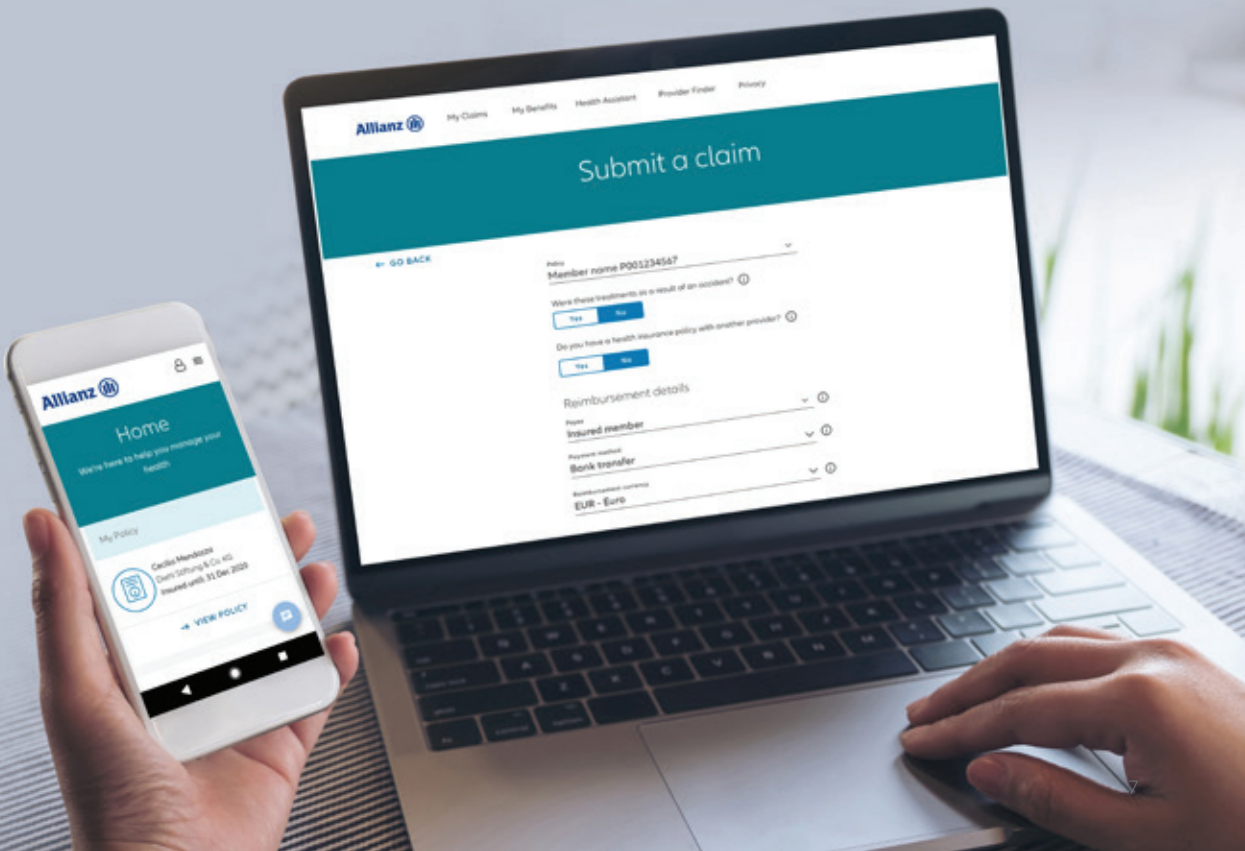 Allianz
My Claims
My Benefits
Health Assistant
Provider Finder
Privacy
Submit a claim
← GO BACK
Policy
Member name P001234567
Were these treatments as a result of an accident?
Yes No
Do you have a health insurance policy with another provider?
Yes No
Reimbursement details
Payee
Insured member
Payment method
Bank transfer
Reimbursement currency
EUR - Euro
Allianz
Home
We're here to help you manage your
health
My Policy
Cecilia Mendozza
Insured until: 31 Dec 2020
→ VIEW POLICY